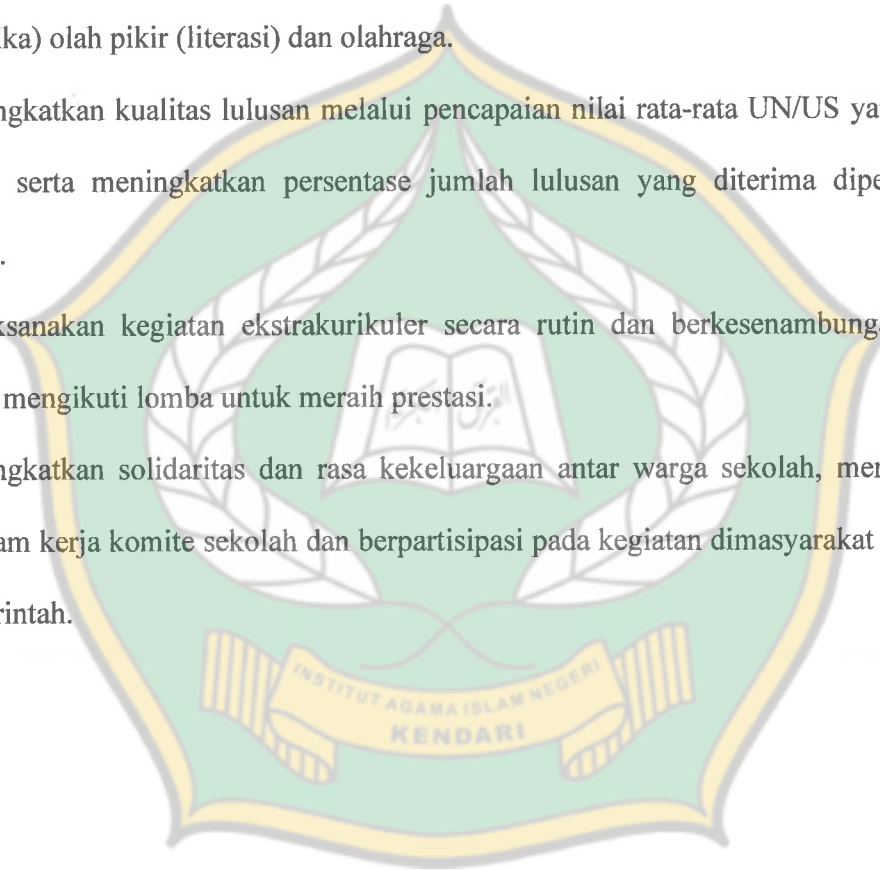 ka) olah pikir (literasi) dan olahraga.
ngkatkan kualitas lulusan melalui pencapaian nilai rata-rata UN/US ya
serta meningkatkan persentase jumlah lulusan yang diterima dipe
.
ksanakan kegiatan ekstrakurikuler secara rutin dan berkesenambunga
mengikuti lomba untuk meraih prestasi.
ngkatkan solidaritas dan rasa kekeluargaan antar warga sekolah, mer
am kerja komite sekolah dan berpartisipasi pada kegiatan dimasyarakat
rintah.
INSTITUT AGAMA ISLAM NEGERI
KENDARI